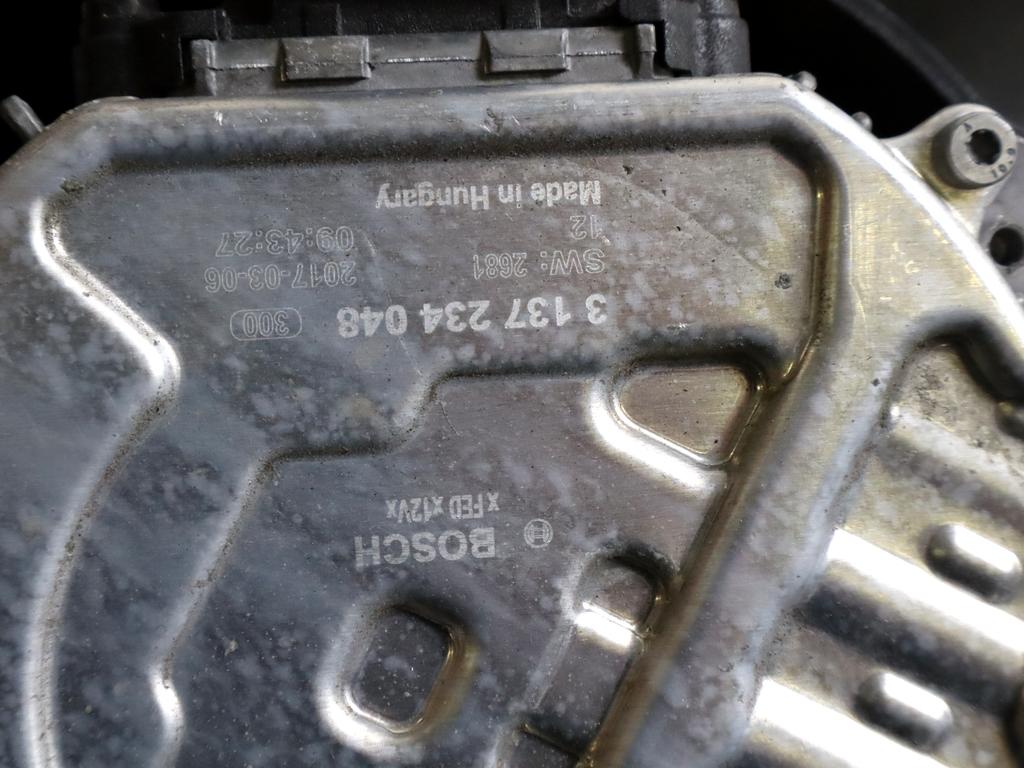 BOSCH
x FED x12Vx
3 137 234 048 300
SW: 2681 2017-03-06
12 09:43:27
Made in Hungary